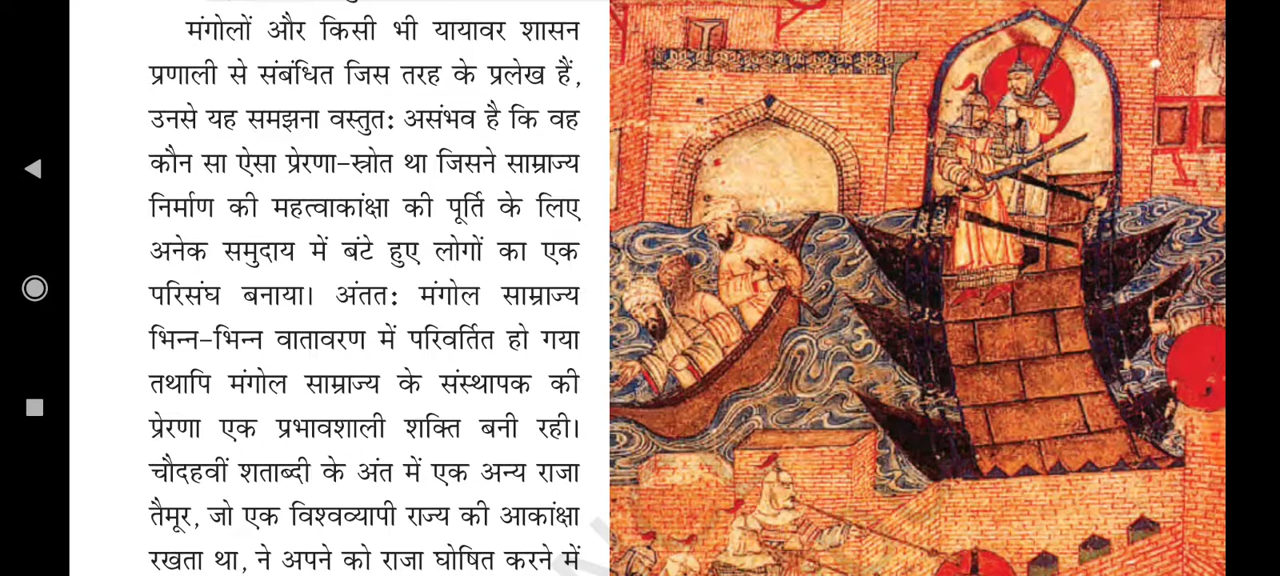 मंगोलों और किसी भी यायावर शासन
प्रणाली से संबंधित जिस तरह के प्रलेख हैं,
उनसे यह समझना वस्तुत: असंभव है कि वह
कौन सा ऐसा प्रेरणा-स्रोत था जिसने साम्राज्य
निर्माण की महत्वाकांक्षा की पूर्ति के लिए
अनेक समुदाय में बंटे हुए लोगों का एक
परिसंघ बनाया। अंतत: मंगोल साम्राज्य
भिन्न-भिन्न वातावरण में परिवर्तित हो गया
तथापि मंगोल साम्राज्य के संस्थापक की
प्रेरणा एक प्रभावशाली शक्ति बनी रही।
चौदहवीं शताब्दी के अंत में एक अन्य राजा
तैमूर, जो एक विश्वव्यापी राज्य की आकांक्षा
रखता था, ने अपने को राजा घोषित करने में